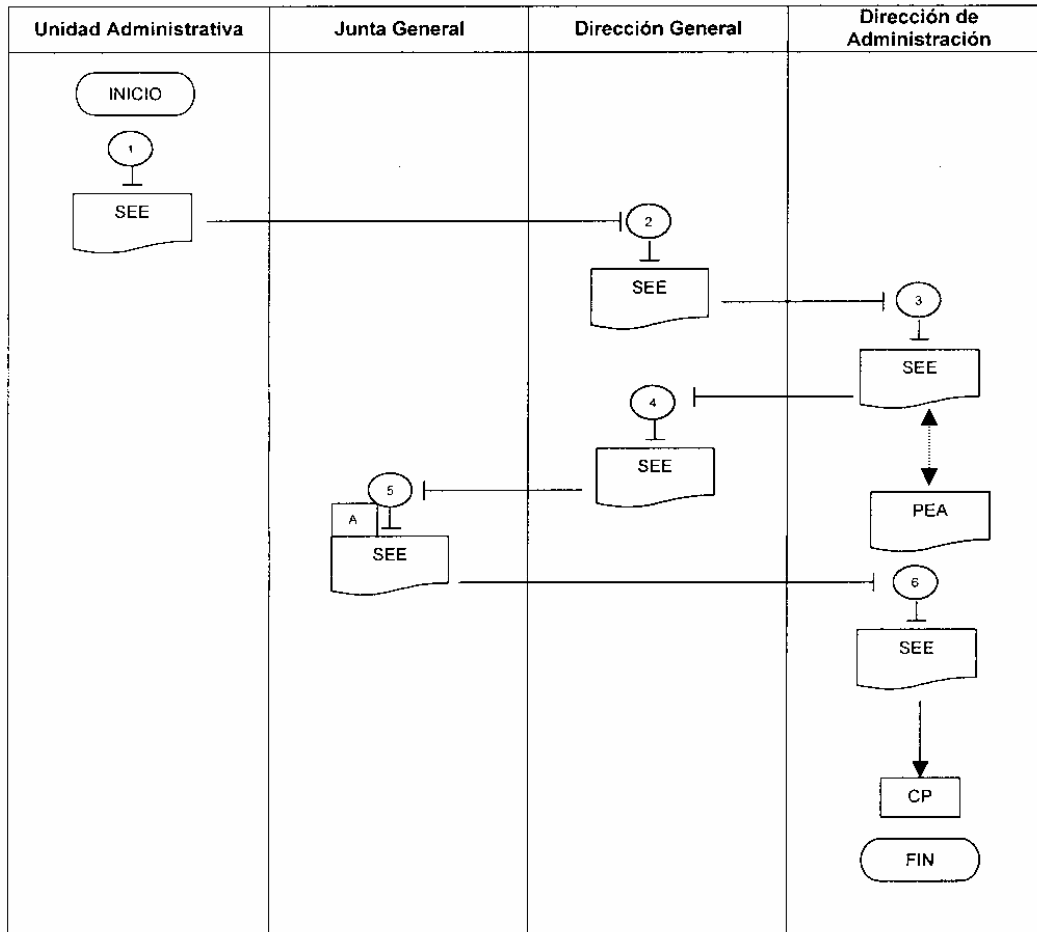 Unidad Administrativa
Junta General
Dirección General
Dirección de
Administración
INICIO
1
SEE
2
SEE
3
SEE
4
SEE
PEA
5
A
SEE
6
SEE
CP
FIN